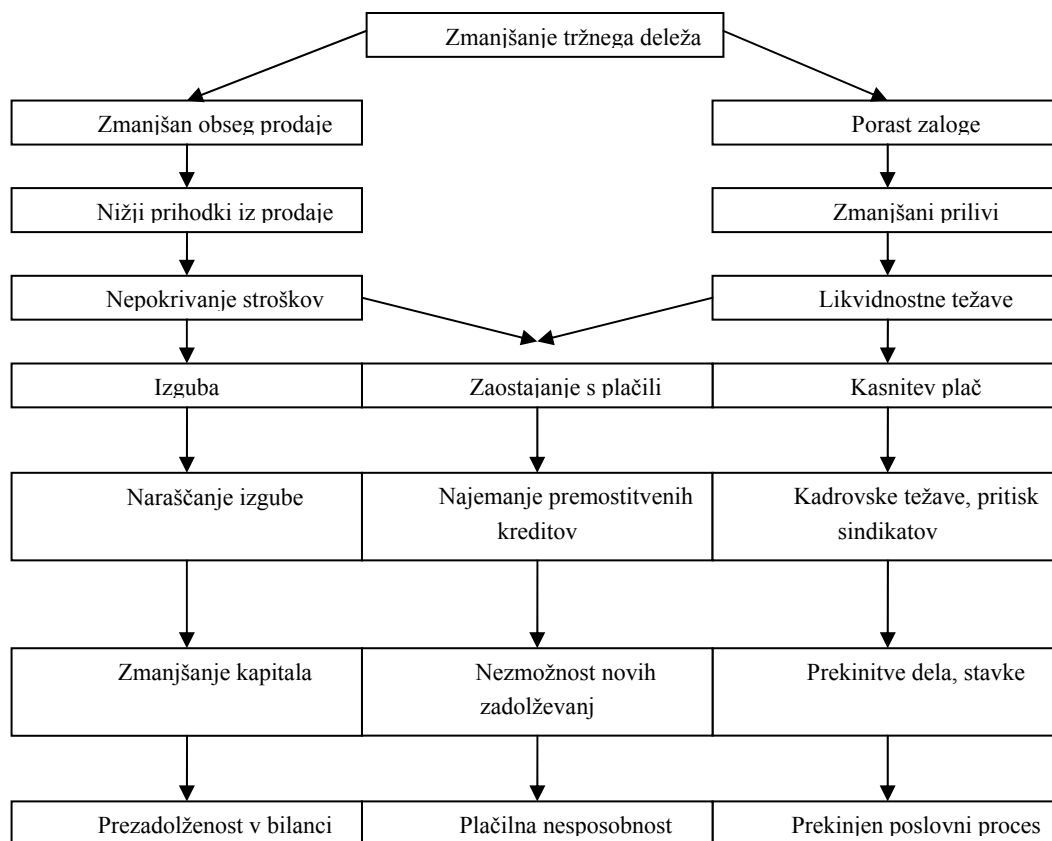 Zmanjšanje tržnega deleža
Zmanjšan obseg prodaje
Porast zaloge
Nižji prihodki iz prodaje
Zmanjšani prilivi
Nepokrivanje stroškov
Likvidnostne težave
Izguba
Zaostajanje s plačili
Kasnitev plač
Naraščanje izgube
Najemanje premostitvenih
kreditov
Kadrovske težave, pritisk
sindikatov
Zmanjšanje kapitala
Nezmožnost novih
zadolževanj
Prekinitve dela, stavke
Prezadolženost v bilanci
Plačilna nesposobnost
Prekinjen poslovni proces